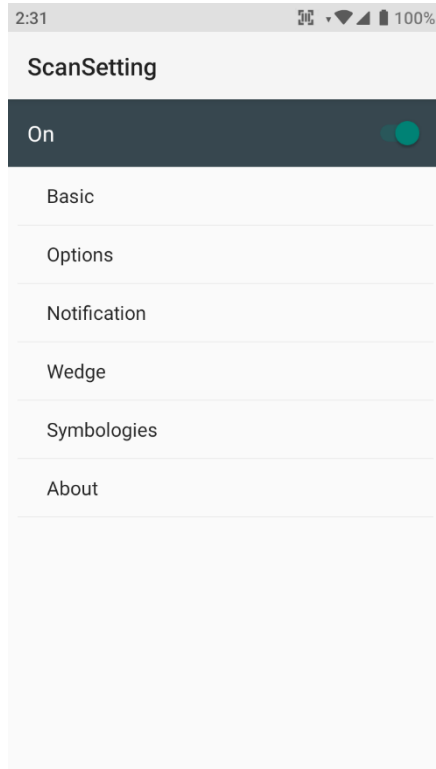 2:31
100%
ScanSetting
On
Basic
Options
Notification
Wedge
Symbologies
About